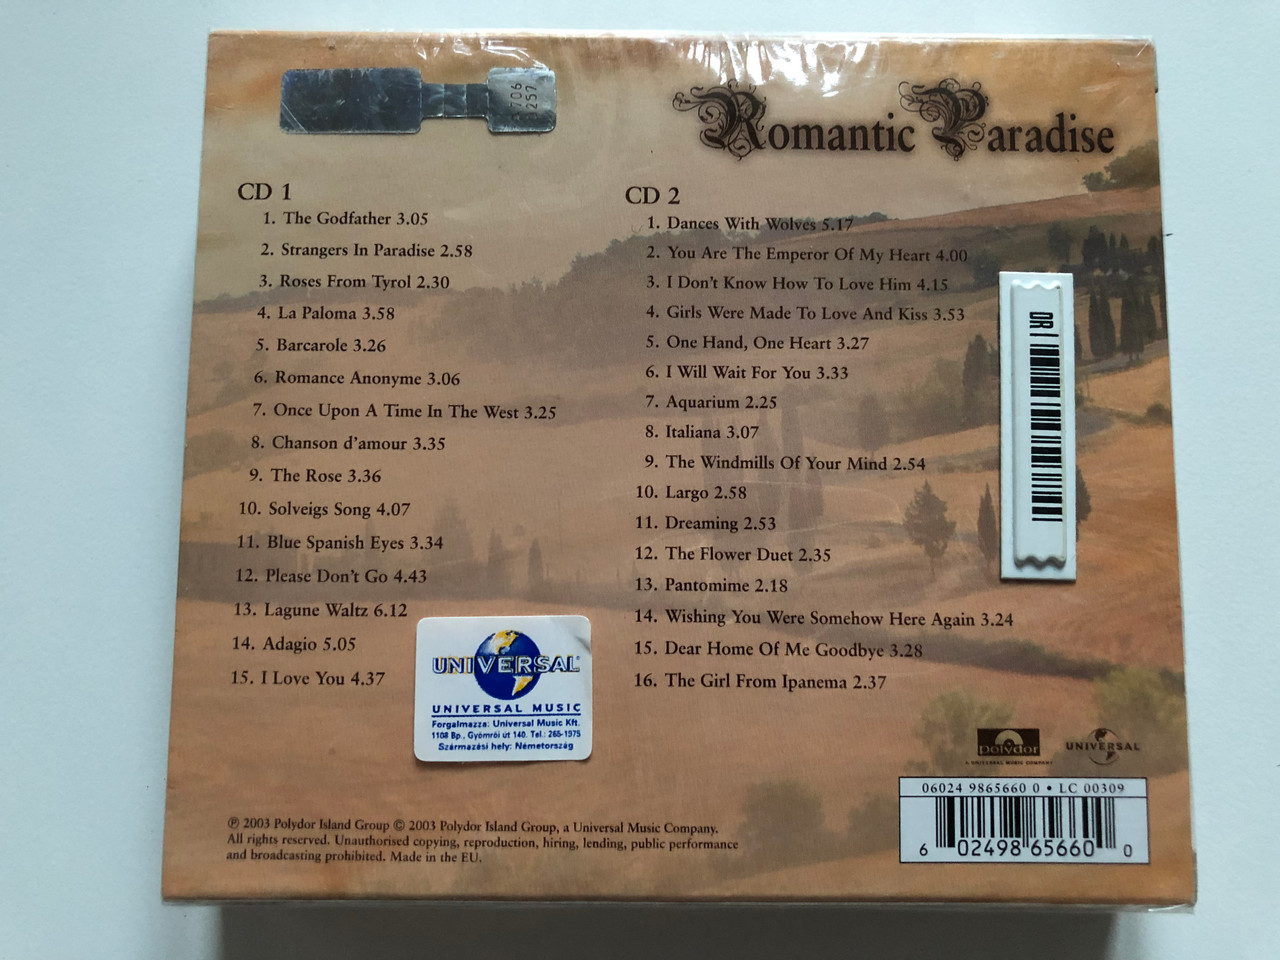 Romantic Paradise
CD 1
1. The Godfather 3.05
2. Strangers In Paradise 2.58
3. Roses From Tyrol 2.30
4. La Paloma 3.58
5. Barcarole 3.26
6. Romance Anonyme 3.06
7. Once Upon A Time In The West 3.25
8. Chanson d'amour 3.35
9. The Rose 3.36
10. Solveigs Song 4.07
11. Blue Spanish Eyes 3.34
12. Please Don't Go 4.43
13. Lagune Waltz 6.12
14. Adagio 5.05
15. I Love You 4.37
CD 2
1. Dances With Wolves 5.17
2. You Are The Emperor Of My Heart 4.00
3. I Don't Know How To Love Him 4.15
4. Girls Were Made To Love And Kiss 3.53
5. One Hand, One Heart 3.27
6. I Will Wait For You 3.33
7. Aquarium 2.25
8. Italiana 3.07
9. The Windmills Of Your Mind 2.54
10. Largo 2.58
11. Dreaming 2.53
12. The Flower Duet 2.35
13. Pantomime 2.18
14. Wishing You Were Somehow Here Again 3.24
15. Dear Home Of Me Goodbye 3.28
16. The Girl From Ipanema 2.37
DR
UNIVERSAL
UNIVERSAL MUSIC
Forgalmazza: Universal Music Kft.
1108 Bp., Gyömrői út 140. Tel.: 265-1975
Származási hely: Németország
polydor
A UNIVERSAL MUSIC COMPANY
UNIVERSAL
06024 9865660 0 • LC 00309
6 02498 65660 0
℗ 2003 Polydor Island Group © 2003 Polydor Island Group, a Universal Music Company.
All rights reserved. Unauthorised copying, reproduction, hiring, lending, public performance
and broadcasting prohibited. Made in the EU.